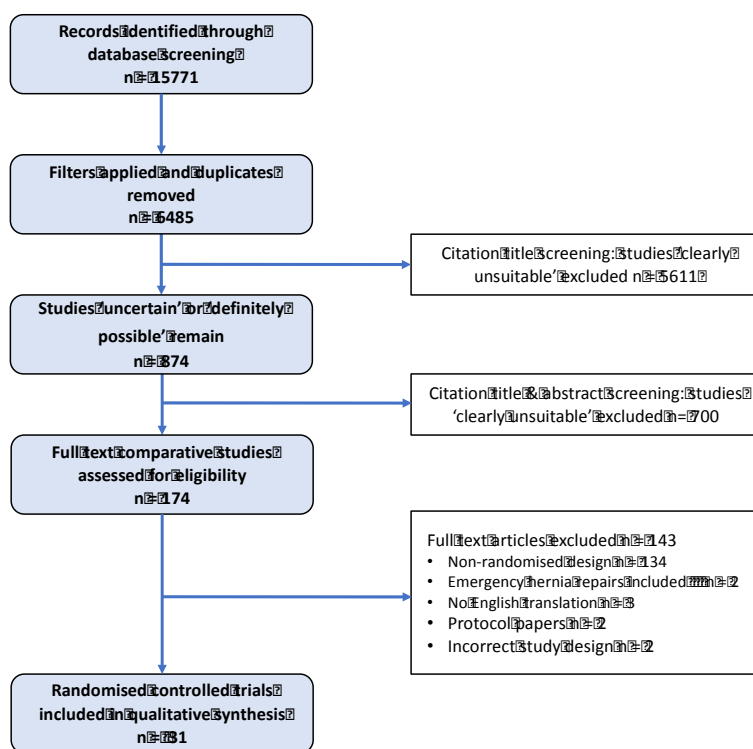 Records identified through
database screening
n = 15771
Filters applied and duplicates
removed
n = 6485
Citation title screening: studies ‘clearly
unsuitable’ excluded n = 5611
Studies ‘uncertain’ or ‘definitely
possible’ remain
n = 874
Citation title & abstract screening: studies
‘clearly unsuitable’ excluded n= 700
Full text comparative studies
assessed for eligibility
n = 174
Full text articles excluded n = 143
• Non-randomised design n = 134
• Emergency hernia repairs included n = 2
• No English translation n = 3
• Protocol papers n = 2
• Incorrect study design n = 2
Randomised controlled trials
included in qualitative synthesis
n = 31